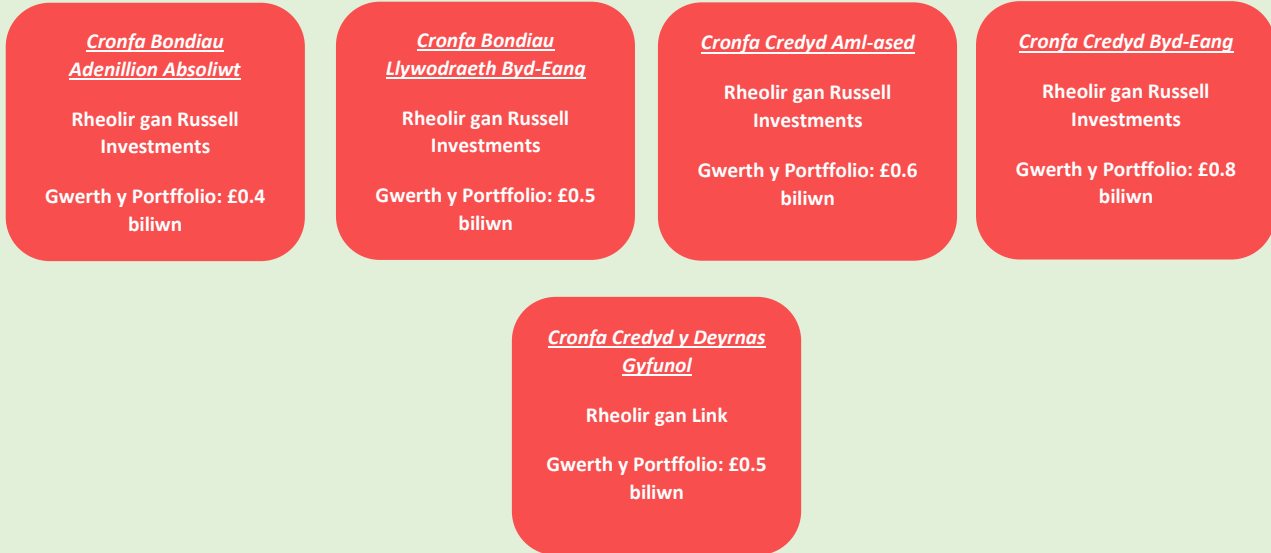 Cronfa Bondiau
Adenillion Absoliwt
Rheolir gan Russell
Investments
Gwerth y Portffolio: £0.4
biliwn
Cronfa Bondiau
Llywodraeth Byd-Eang
Rheolir gan Russell
Investments
Gwerth y Portffolio: £0.5
biliwn
Cronfa Credyd Aml-ased
Rheolir gan Russell
Investments
Gwerth y Portffolio: £0.6
biliwn
Cronfa Credyd Byd-Eang
Rheolir gan Russell
Investments
Gwerth y Portffolio: £0.8
biliwn
Cronfa Credyd y Deyrnas
Gyfunol
Rheolir gan Link
Gwerth y Portffolio: £0.5
biliwn